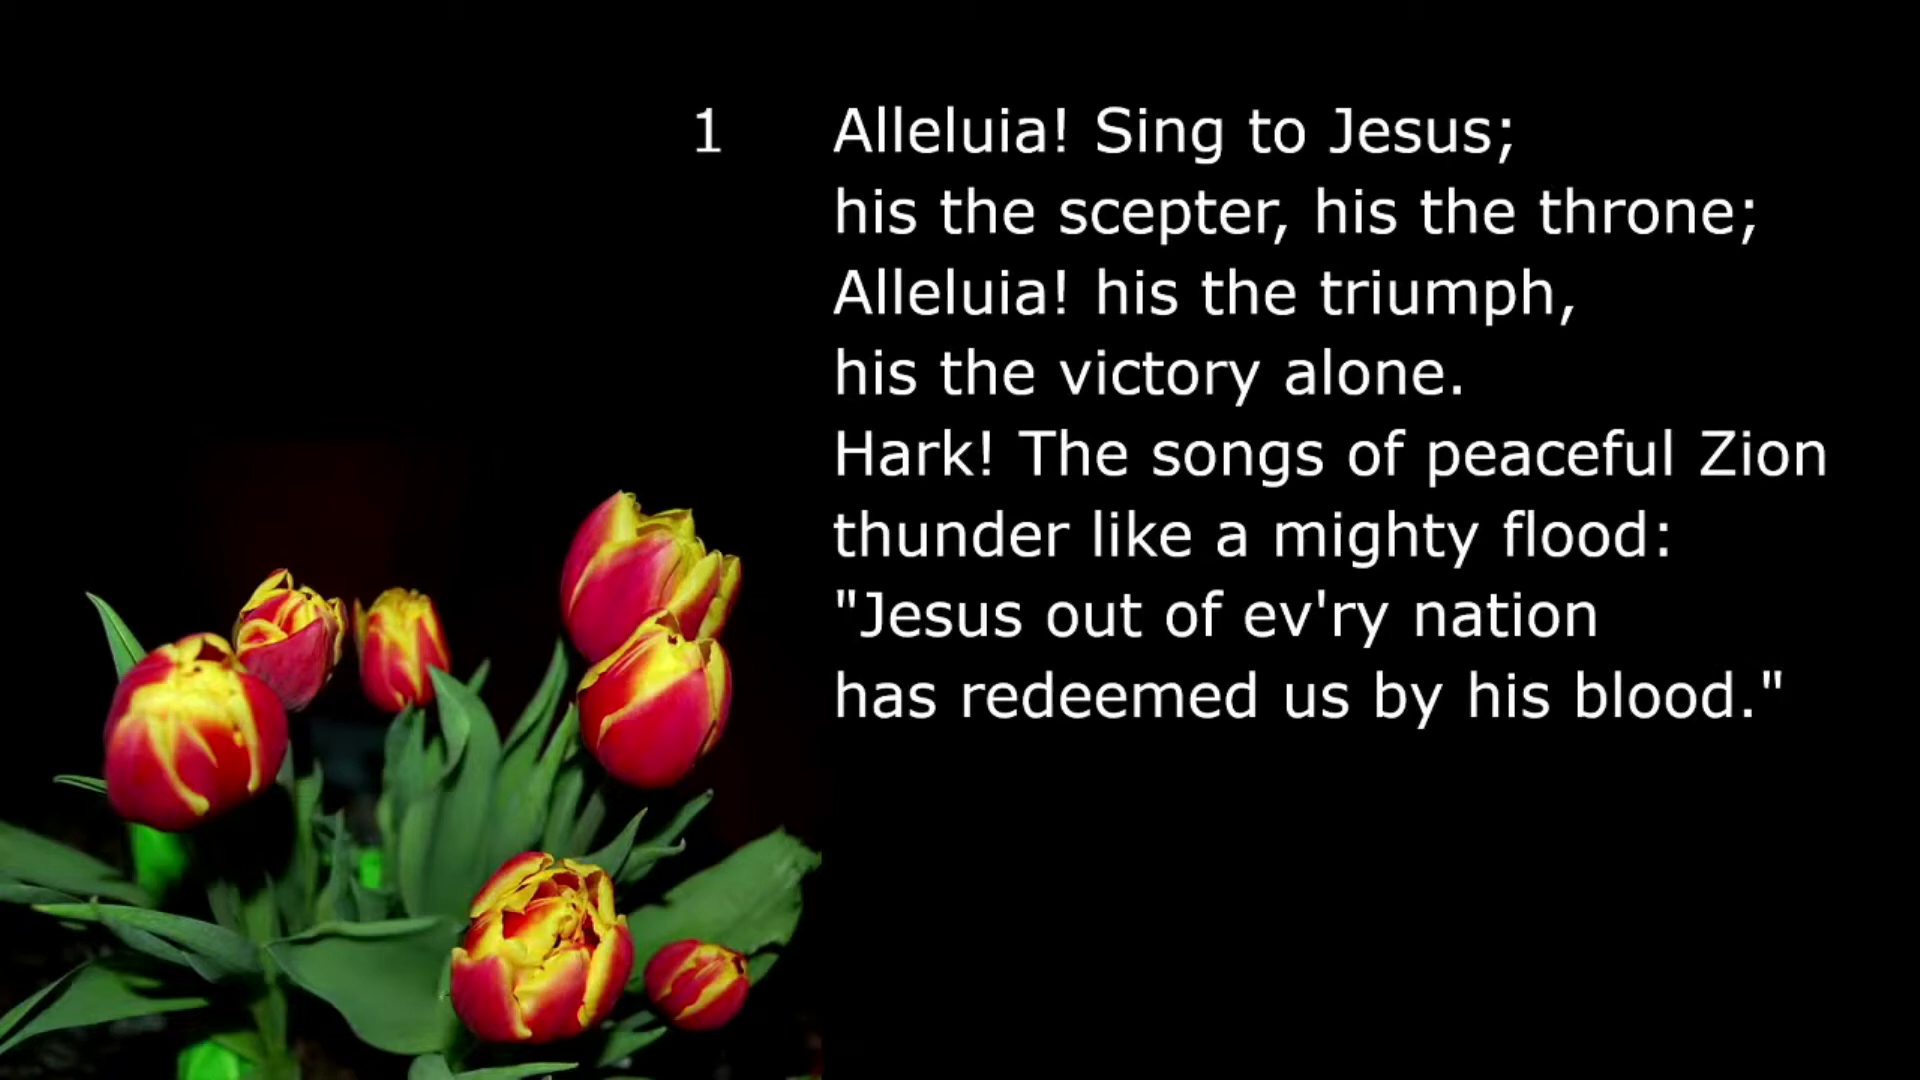 1 Alleluia! Sing to Jesus;
his the scepter, his the throne;
Alleluia! his the triumph,
his the victory alone.
Hark! The songs of peaceful Zion
thunder like a mighty flood:
"Jesus out of ev'ry nation
has redeemed us by his blood."